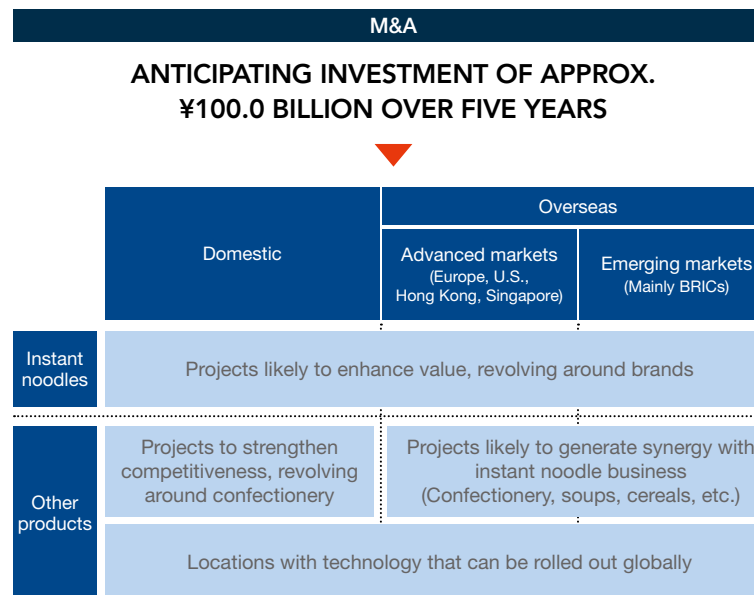 M&A
ANTICIPATING INVESTMENT OF APPROX.
¥100.0 BILLION OVER FIVE YEARS
Domestic
Overseas
Advanced markets
(Europe, U.S.,
Hong Kong, Singapore)
Emerging markets
(Mainly BRICs)
Instant
noodles
Projects likely to enhance value, revolving around brands
Other
products
Projects to strengthen
competitiveness, revolving
around confectionery
Projects likely to generate synergy with
instant noodle business
(Confectionery, soups, cereals, etc.)
Locations with technology that can be rolled out globally